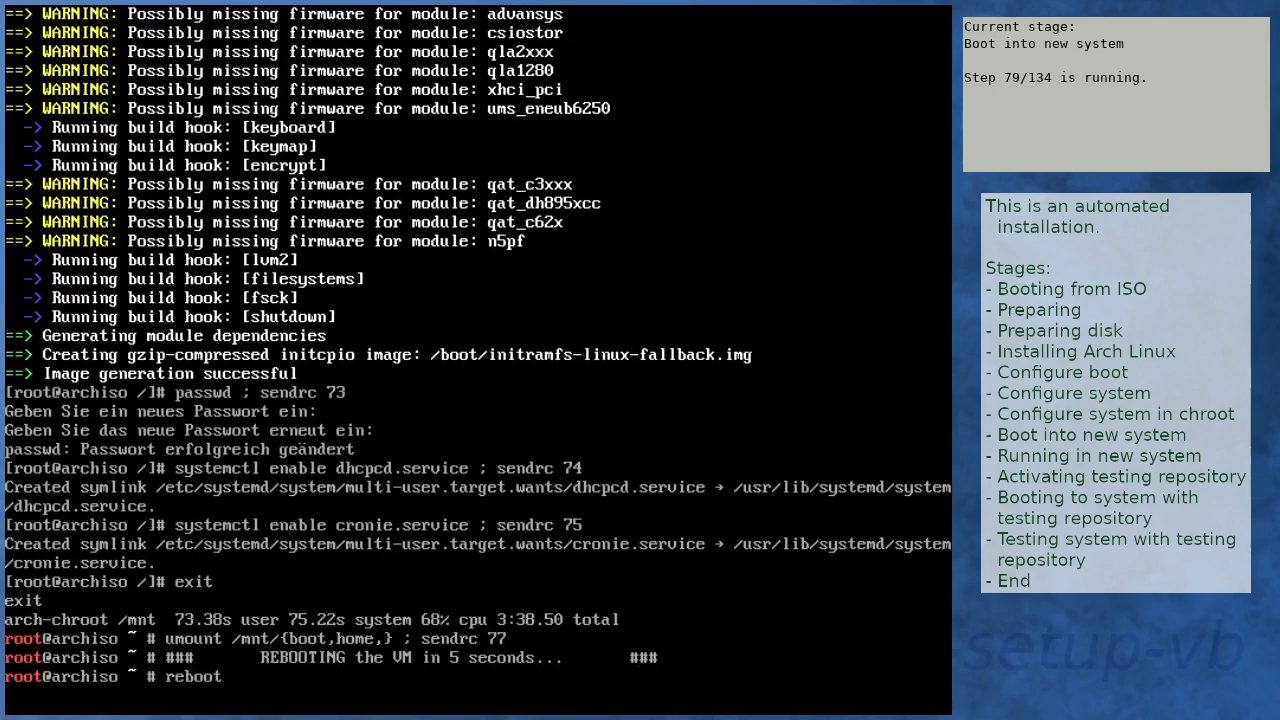 ==> WARNING: Possibly missing firmware for module: advansys
==> WARNING: Possibly missing firmware for module: csiostor
==> WARNING: Possibly missing firmware for module: qla2xxx
==> WARNING: Possibly missing firmware for module: qla1280
==> WARNING: Possibly missing firmware for module: xhci_pci
==> WARNING: Possibly missing firmware for module: ums_eneub6250
  -> Running build hook: [keyboard]
  -> Running build hook: [keymap]
  -> Running build hook: [encrypt]
==> WARNING: Possibly missing firmware for module: qat_c3xxx
==> WARNING: Possibly missing firmware for module: qat_dh895xcc
==> WARNING: Possibly missing firmware for module: qat_c62x
==> WARNING: Possibly missing firmware for module: n5pf
  -> Running build hook: [lvm2]
  -> Running build hook: [filesystems]
  -> Running build hook: [fsck]
  -> Running build hook: [shutdown]
==> Generating module dependencies
==> Creating gzip-compressed initcpio image: /boot/initramfs-linux-fallback.img
==> Image generation successful
[root@archiso /]# passwd ; sendrc 73
Geben Sie ein neues Passwort ein:
Geben Sie das neue Passwort erneut ein:
passwd: Passwort erfolgreich geändert
[root@archiso /]# systemctl enable dhcpcd.service ; sendrc 74
Created symlink /etc/systemd/system/multi-user.target.wants/dhcpcd.service → /usr/lib/systemd/system
/dhcpcd.service.
[root@archiso /]# systemctl enable cronie.service ; sendrc 75
Created symlink /etc/systemd/system/multi-user.target.wants/cronie.service → /usr/lib/systemd/system
/cronie.service.
[root@archiso /]# exit
exit
arch-chroot /mnt  73.38s user 75.22s system 68% cpu 3:38.50 total
root@archiso ~ # umount /mnt/{boot,home,} ; sendrc 77
root@archiso ~ # ###       REBOOTING the VM in 5 seconds...       ###
root@archiso ~ # reboot
Current stage:
Boot into new system
Step 79/134 is running.
This is an automated
installation.
Stages:
- Booting from ISO
- Preparing
- Preparing disk
- Installing Arch Linux
- Configure boot
- Configure system
- Configure system in chroot
- Boot into new system
- Running in new system
- Activating testing repository
- Booting to system with
testing repository
- Testing system with testing
repository
- End
setup-vb